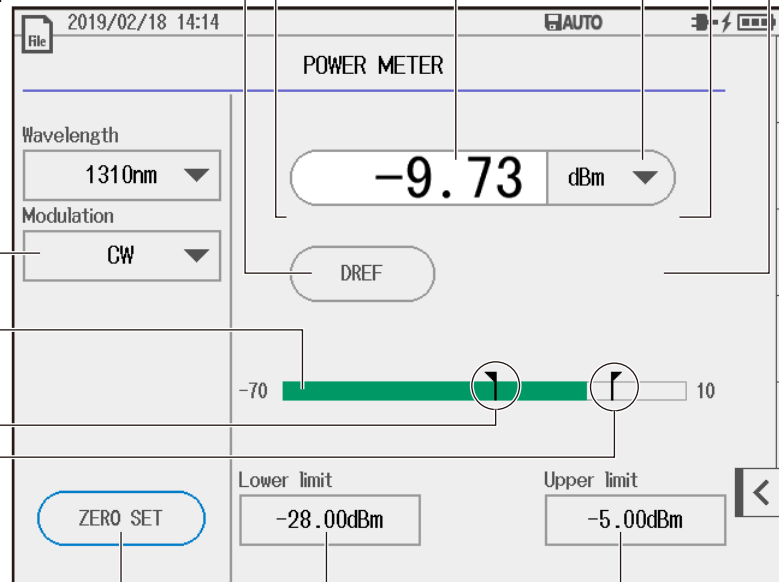 2019/02/18 14:14
AUTO
File
POWER METER
Wavelength
1310nm
-9.73
dBm
Modulation
CW
DREF
-70
10
Lower limit
Upper limit
ZERO SET
-28.00dBm
-5.00dBm